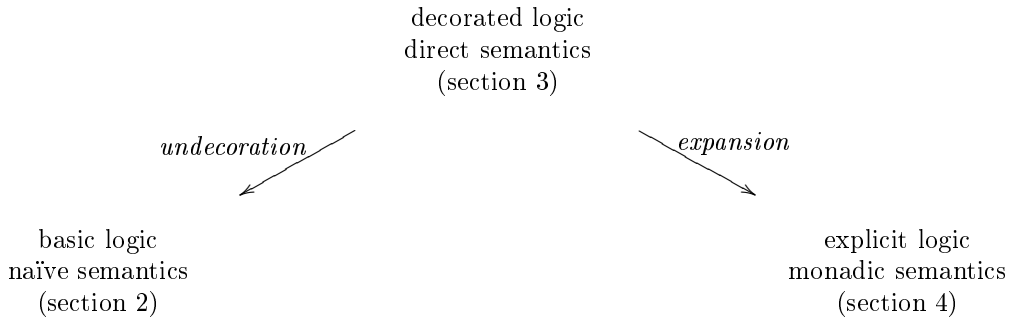 decorated logic
direct semantics
(section 3)
undecoration
expansion
basic logic
naïve semantics
(section 2)
explicit logic
monadic semantics
(section 4)